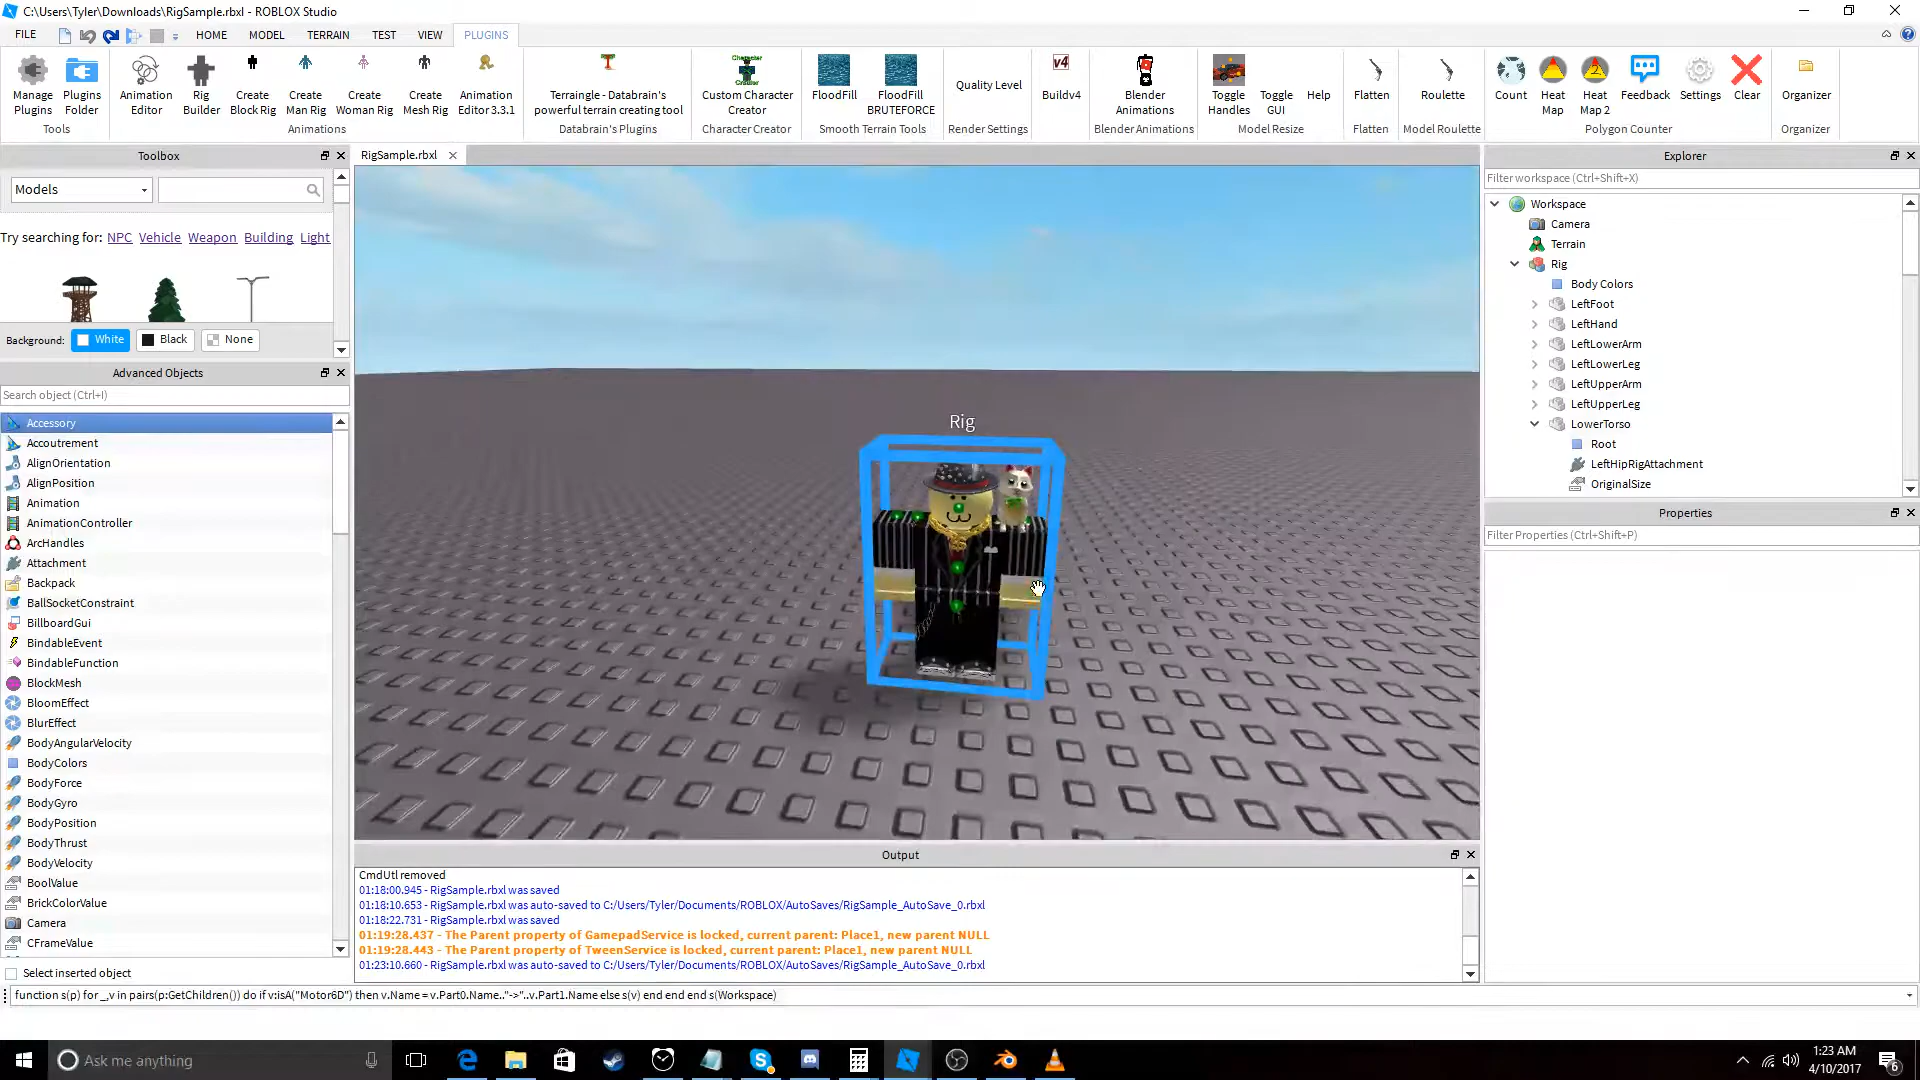 C:\Users\Tyler\Downloads\RigSample.rbxl - ROBLOX Studio
FILE HOME MODEL TERRAIN TEST VIEW PLUGINS
Manage Plugins
Plugins Folder
Tools
Animation Editor
Rig Builder
Create Block Rig
Create Man Rig
Create Woman Rig
Create Mesh Rig
Animation Editor 3.3.1
Animations
Terraingle - Databrain's powerful terrain creating tool
Databrain's Plugins
Character Creator
Custom Character Creator
Character Creator
FloodFill
FloodFill BRUTEFORCE
Smooth Terrain Tools
Quality Level
Render Settings
v4
Buildv4
Blender Animations
Blender Animations
Toggle Handles
Toggle GUI
Help
Model Resize
Flatten
Flatten
Roulette
Model Roulette
Count
Heat Map
2
Heat Map 2
Feedback
Settings
Clear
Polygon Counter
Organizer
Organizer
Toolbox
Models
Try searching for: NPC Vehicle Weapon Building Light
Background: White Black None
Advanced Objects
Search object (Ctrl+I)
Accessory
Accoutrement
AlignOrientation
AlignPosition
Animation
AnimationController
ArcHandles
Attachment
Backpack
BallSocketConstraint
BillboardGui
BindableEvent
BindableFunction
BlockMesh
BloomEffect
BlurEffect
BodyAngularVelocity
BodyColors
BodyForce
BodyGyro
BodyPosition
BodyThrust
BodyVelocity
BoolValue
BrickColorValue
Camera
CFrameValue
Select inserted object
RigSample.rbxl
Rig
Output
CmdUtl removed
01:18:00.945 - RigSample.rbxl was saved
01:18:10.653 - RigSample.rbxl was auto-saved to C:/Users/Tyler/Documents/ROBLOX/AutoSaves/RigSample_AutoSave_0.rbxl
01:18:22.731 - RigSample.rbxl was saved
01:19:28.437 - The Parent property of GamepadService is locked, current parent: Place1, new parent NULL
01:19:28.443 - The Parent property of TweenService is locked, current parent: Place1, new parent NULL
01:23:10.660 - RigSample.rbxl was auto-saved to C:/Users/Tyler/Documents/ROBLOX/AutoSaves/RigSample_AutoSave_0.rbxl
Explorer
Filter workspace (Ctrl+Shift+X)
Workspace
Camera
Terrain
Rig
Body Colors
LeftFoot
LeftHand
LeftLowerArm
LeftLowerLeg
LeftUpperArm
LeftUpperLeg
LowerTorso
Root
LeftHipRigAttachment
OriginalSize
Properties
Filter Properties (Ctrl+Shift+P)
function s(p) for _,v in pairs(p:GetChildren()) do if v:isA("Motor6D") then v.Name = v.Part0.Name.."->"..v.Part1.Name else s(v) end end end s(Workspace)
Ask me anything
1:23 AM
4/10/2017
6